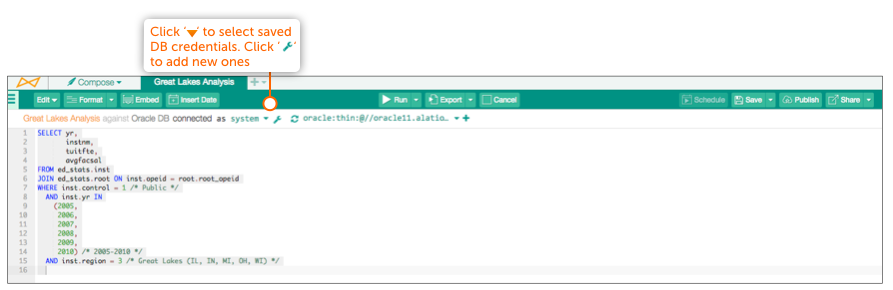 Click '▼' to select saved
DB credentials. Click '🔧'
to add new ones
Compose
Great Lakes Analysis
Edit
Format
Embed
Insert Date
Run
Export
Cancel
Schedule
Save
Publish
Share
Great Lakes Analysis against Oracle DB connected as system
oracle:thin:@//oracle11.alatio…
1 SELECT yr,
2 instnm,
3 tuitfte,
4 avgfacsal
5 FROM ed_stats.inst
6 JOIN ed_stats.root ON inst.opeid = root.root_opeid
7 WHERE inst.control = 1 /* Public */
8 AND inst.yr IN
9 (2005,
10 2006,
11 2007,
12 2008,
13 2009,
14 2010) /* 2005-2010 */
15 AND inst.region = 3 /* Great Lakes (IL, IN, MI, OH, WI) */
16